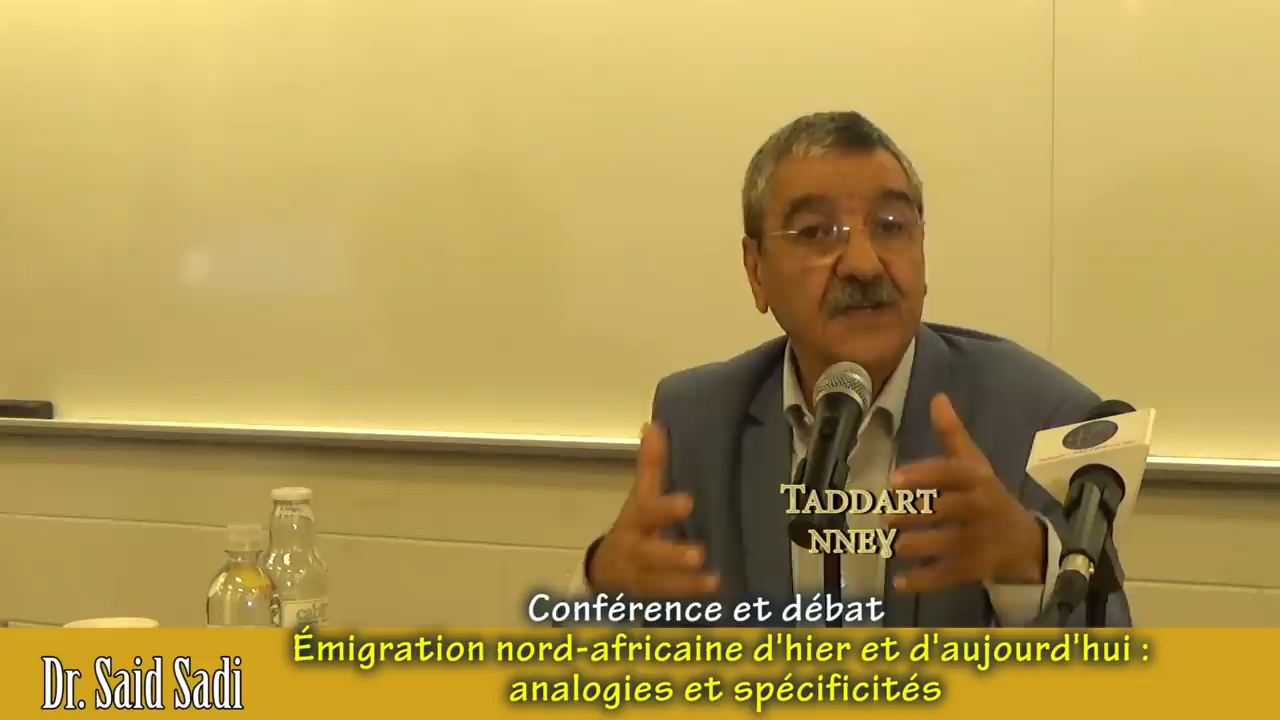 TADDART
NNEƔ
Conférence et débat
Émigration nord-africaine d'hier et d'aujourd'hui :
analogies et spécificités
Dr. Said Sadi